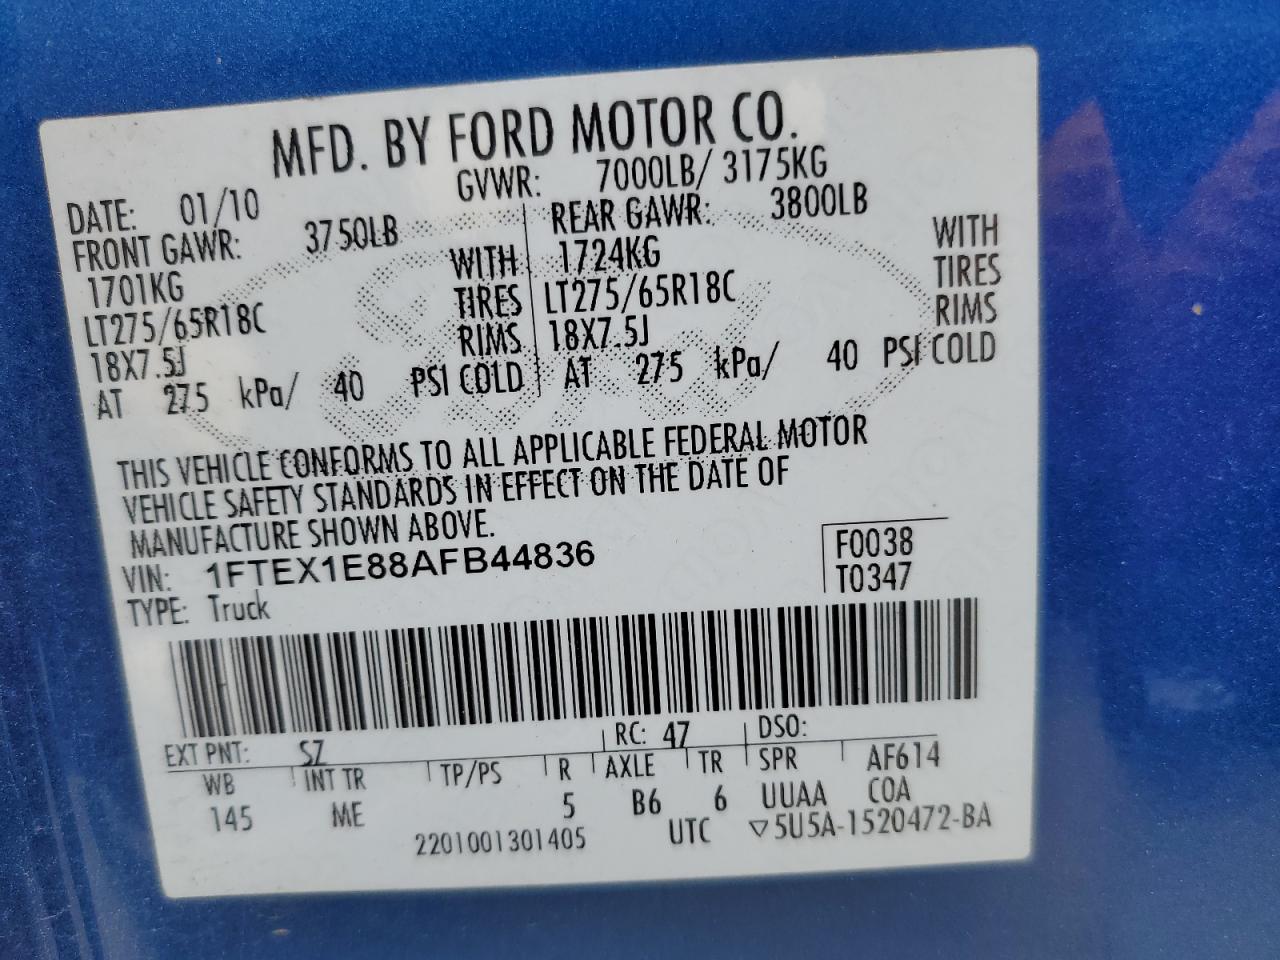 MFD. BY FORD MOTOR CO.
DATE: 01/10 GVWR: 7000LB/ 3175KG
FRONT GAWR: 3750LB REAR GAWR: 3800LB
1701KG WITH 1724KG WITH
LT275/65R18C TIRES LT275/65R18C TIRES
18X7.5J RIMS 18X7.5J RIMS
AT 275 kPa/ 40 PSI COLD AT 275 kPa/ 40 PSI COLD
THIS VEHICLE CONFORMS TO ALL APPLICABLE FEDERAL MOTOR
VEHICLE SAFETY STANDARDS IN EFFECT ON THE DATE OF
MANUFACTURE SHOWN ABOVE.
VIN: 1FTEX1E88AFB44836 F0038
TYPE: Truck T0347
EXT PNT: SZ RC: 47 DSO:
WB INT TR TP/PS R AXLE TR SPR AF614
145 ME 5 B6 6 UUAA COA
2201001301405 UTC ▽5U5A-1520472-BA